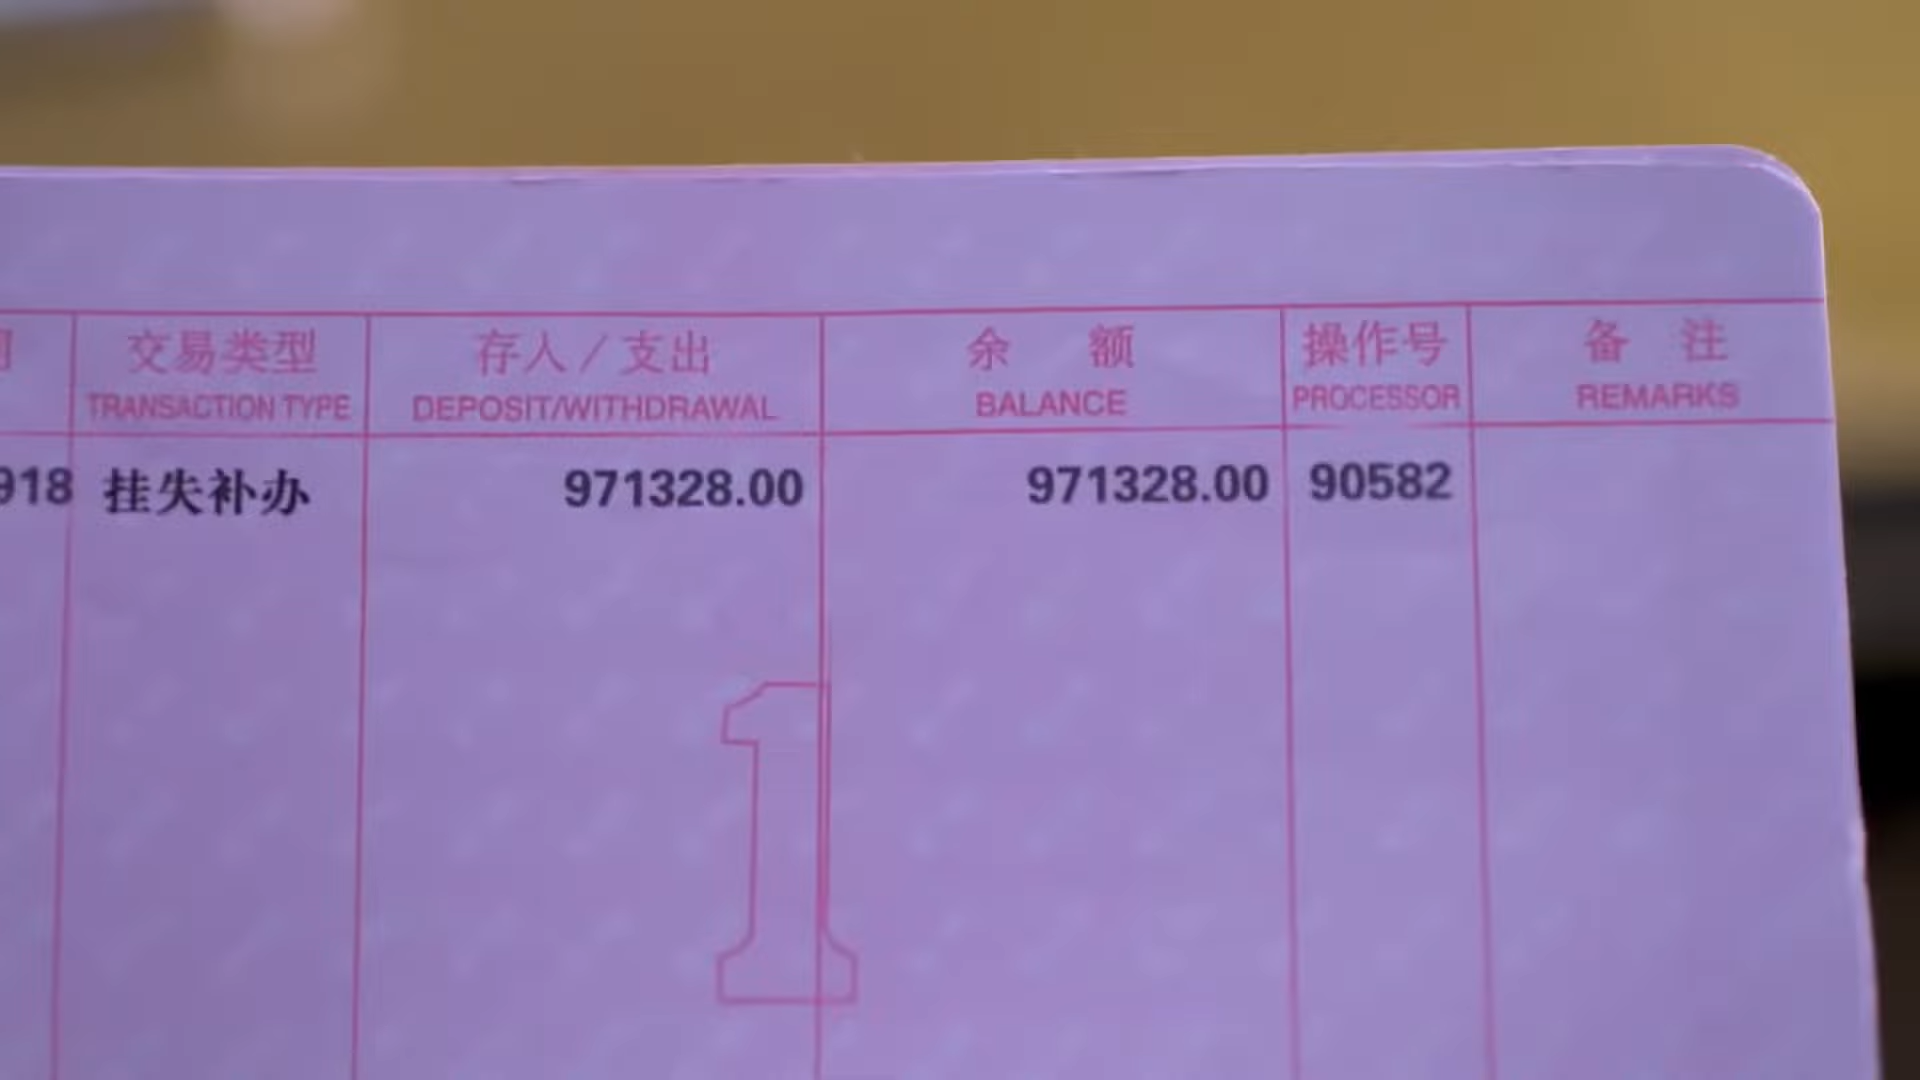 交易类型 存入／支出 余 额 操作号 备 注
TRANSACTION TYPE DEPOSIT/WITHDRAWAL BALANCE PROCESSOR REMARKS
918 挂失补办 971328.00 971328.00 90582
1